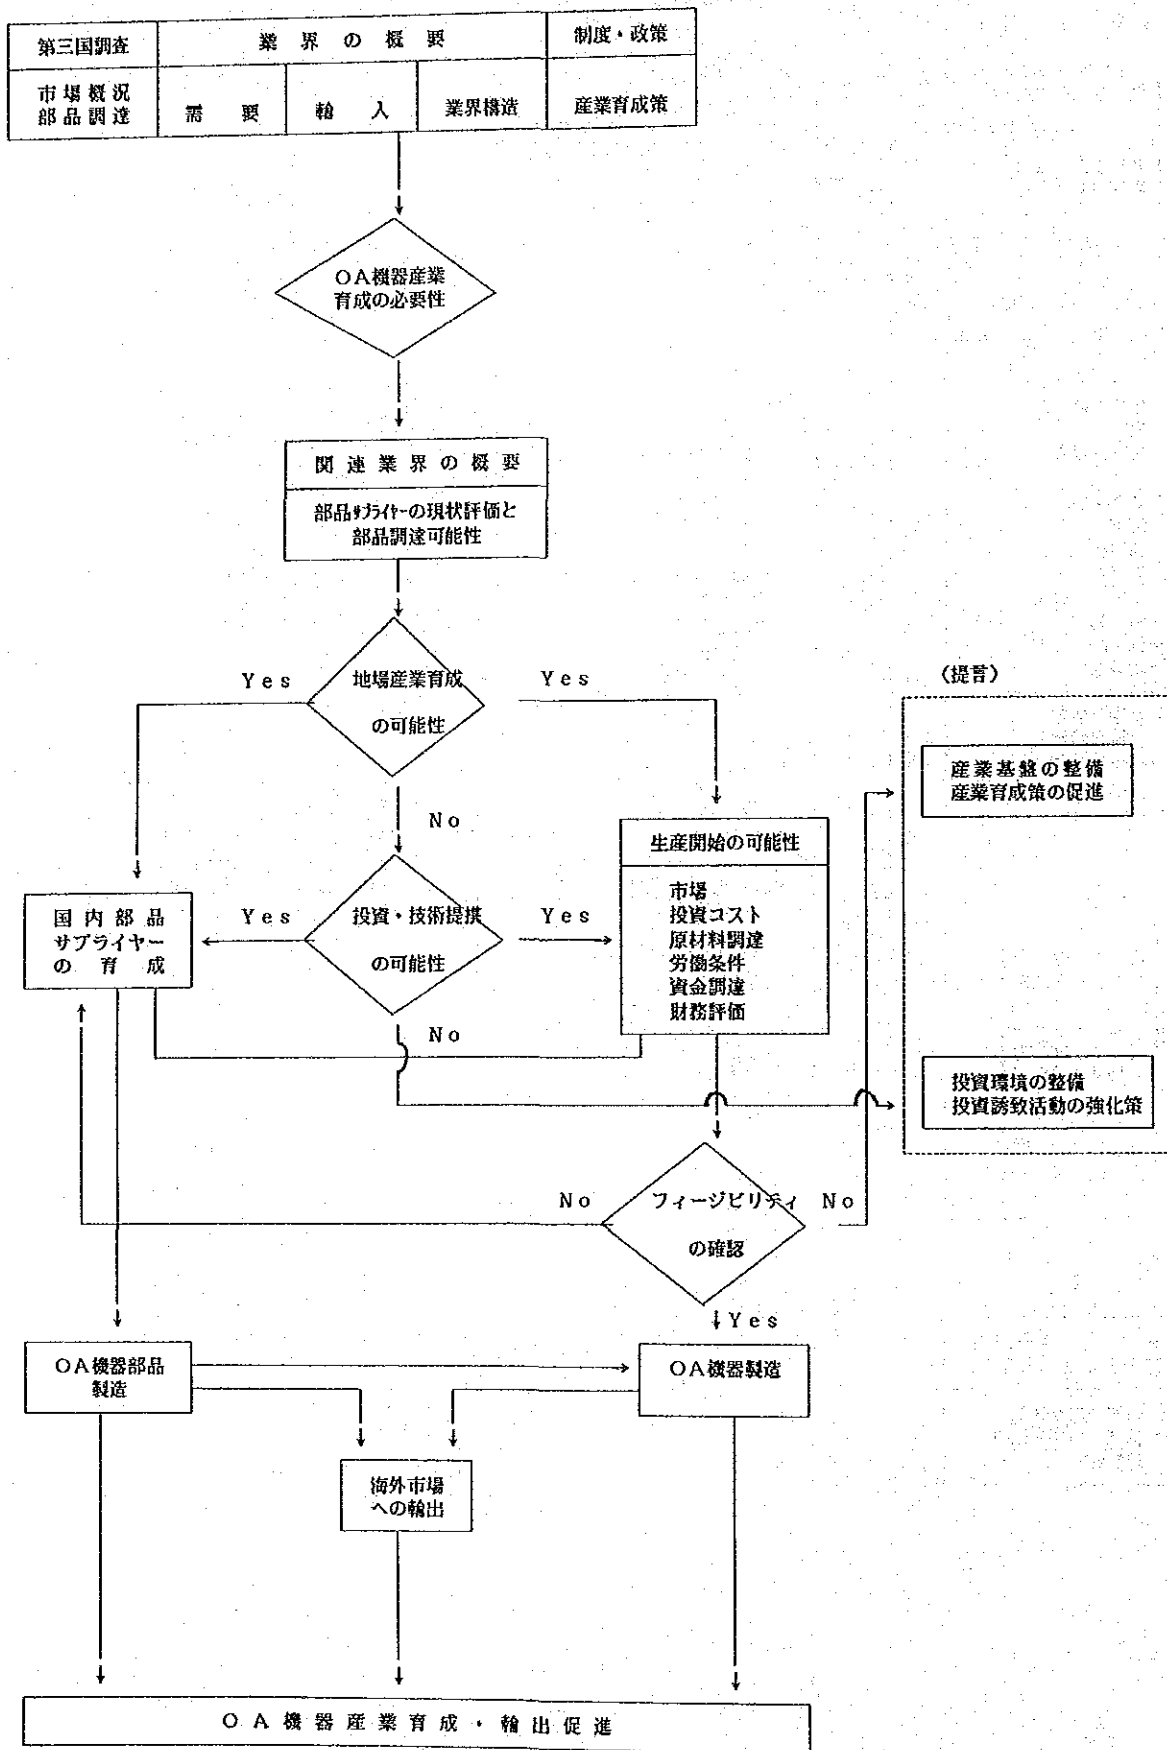 第三国調査
業界の概要
制度・政策
市場概況
部品調達
需要
輸入
業界構造
産業育成策
OA機器産業
育成の必要性
関連業界の概要
部品ｻﾌﾟﾗｲﾔｰの現状評価と
部品調達可能性
Yes
地場産業育成
の可能性
Yes
No
(提言)
産業基盤の整備
産業育成策の促進
生産開始の可能性
市場
投資コスト
原材料調達
労働条件
資金調達
財務評価
国内部品
サプライヤー
の育成
Yes
投資・技術提携
の可能性
Yes
No
投資環境の整備
投資誘致活動の強化策
No
フィージビリティ
の確認
No
Yes
OA機器部品
製造
OA機器製造
海外市場
への輸出
OA機器産業育成・輸出促進